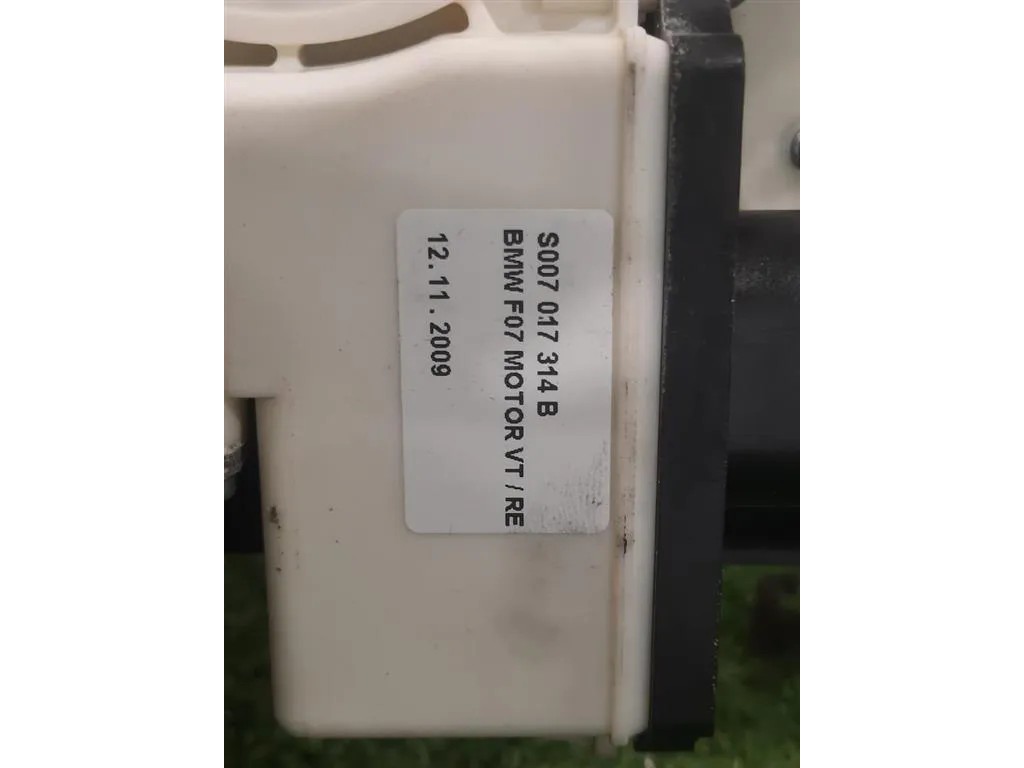 S007 017 314 B
BMW F07 MOTOR VT / RE
12.11.2009